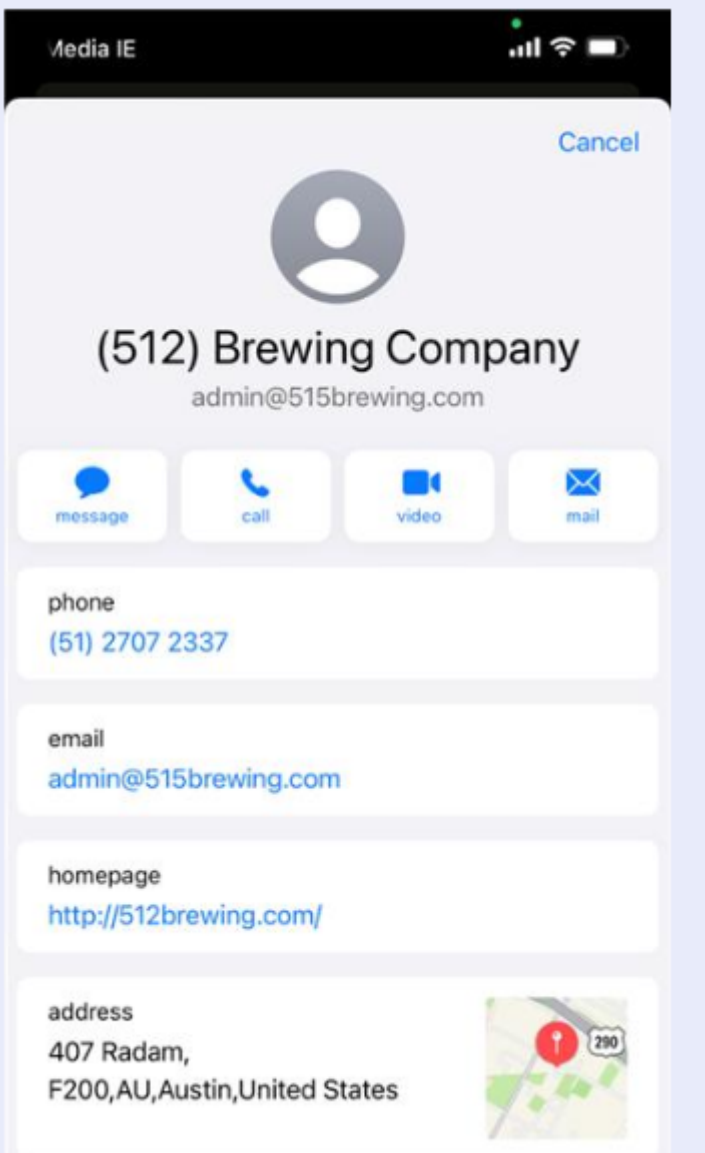 Media IE
Cancel
(512) Brewing Company
admin@515brewing.com
message call video mail
phone
(51) 2707 2337
email
admin@515brewing.com
homepage
http://512brewing.com/
address
407 Radam,
F200,AU,Austin,United States
290